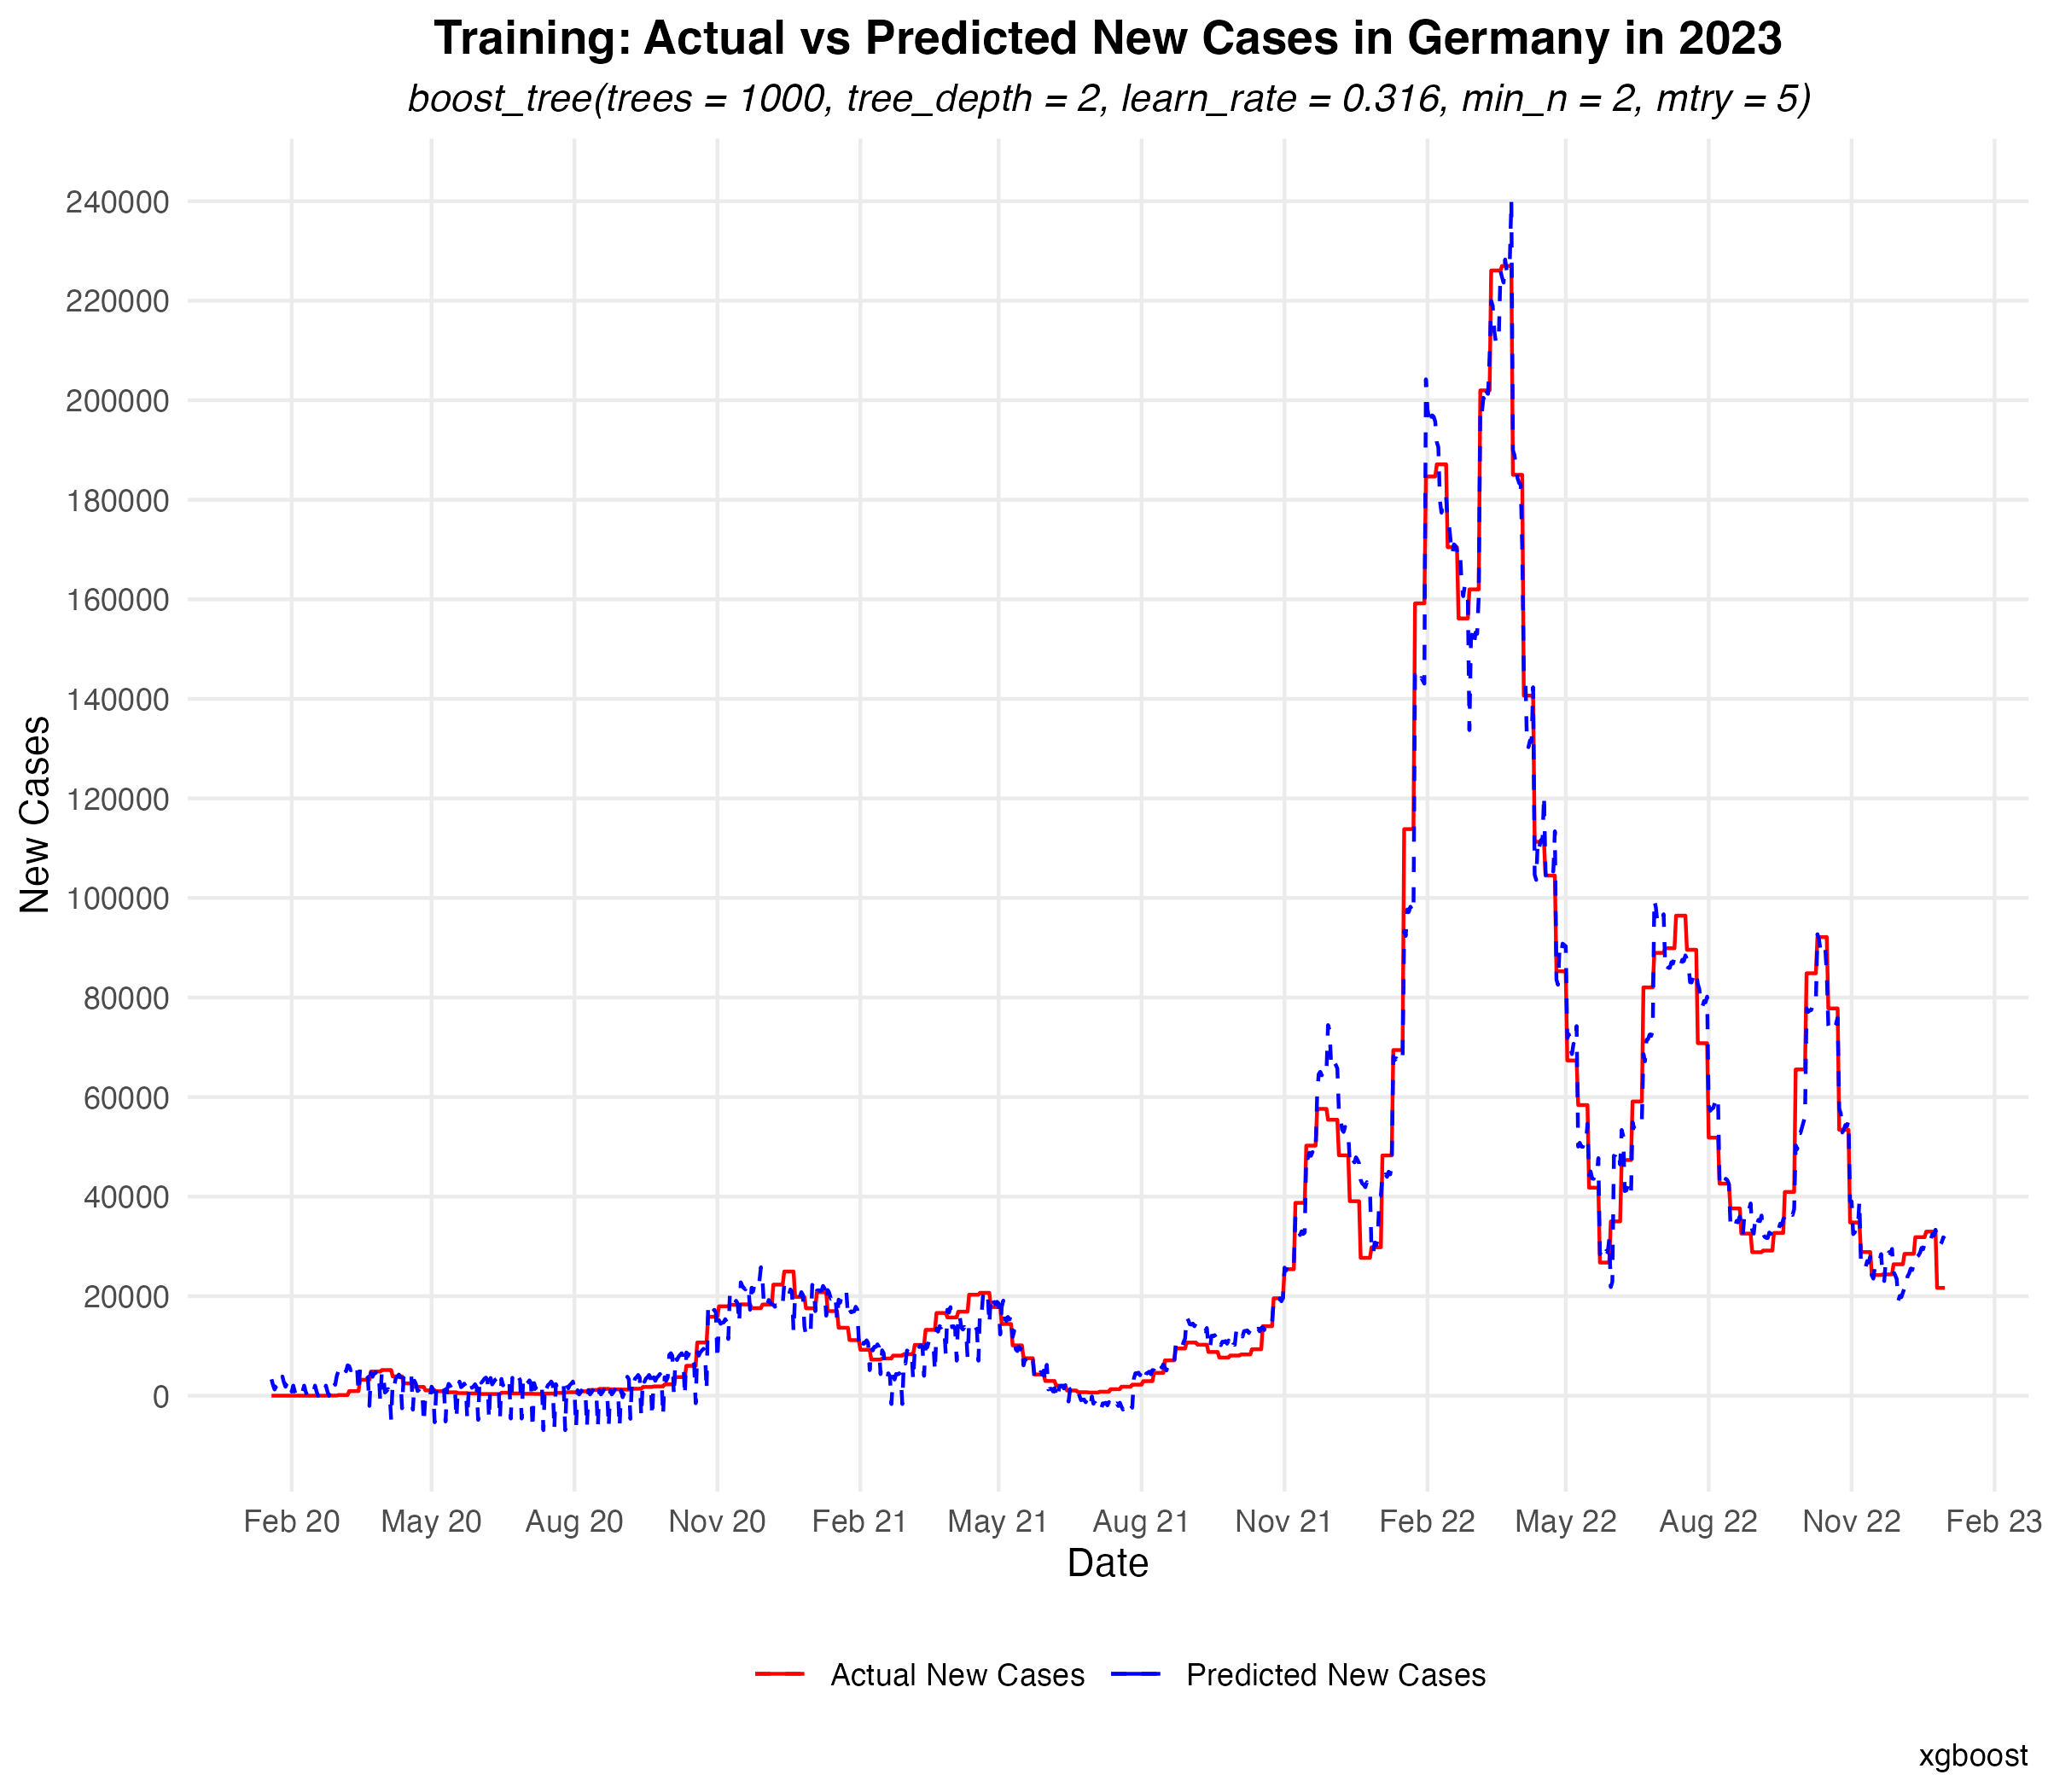 Training: Actual vs Predicted New Cases in Germany in 2023
boost_tree(trees = 1000, tree_depth = 2, learn_rate = 0.316, min_n = 2, mtry = 5)
New Cases
240000
220000
200000
180000
160000
140000
120000
100000
80000
60000
40000
20000
0
Feb 20 May 20 Aug 20 Nov 20 Feb 21 May 21 Aug 21 Nov 21 Feb 22 May 22 Aug 22 Nov 22 Feb 23
Date
Actual New Cases Predicted New Cases
xgboost